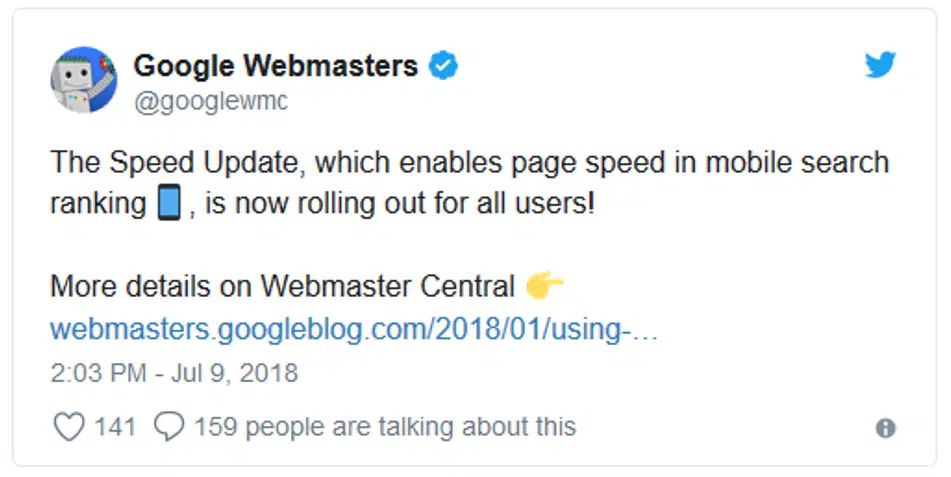 Google Webmasters
@googlewmc
The Speed Update, which enables page speed in mobile search
ranking 📱, is now rolling out for all users!
More details on Webmaster Central 👉
webmasters.googleblog.com/2018/01/using-…
2:03 PM - Jul 9, 2018
141 159 people are talking about this